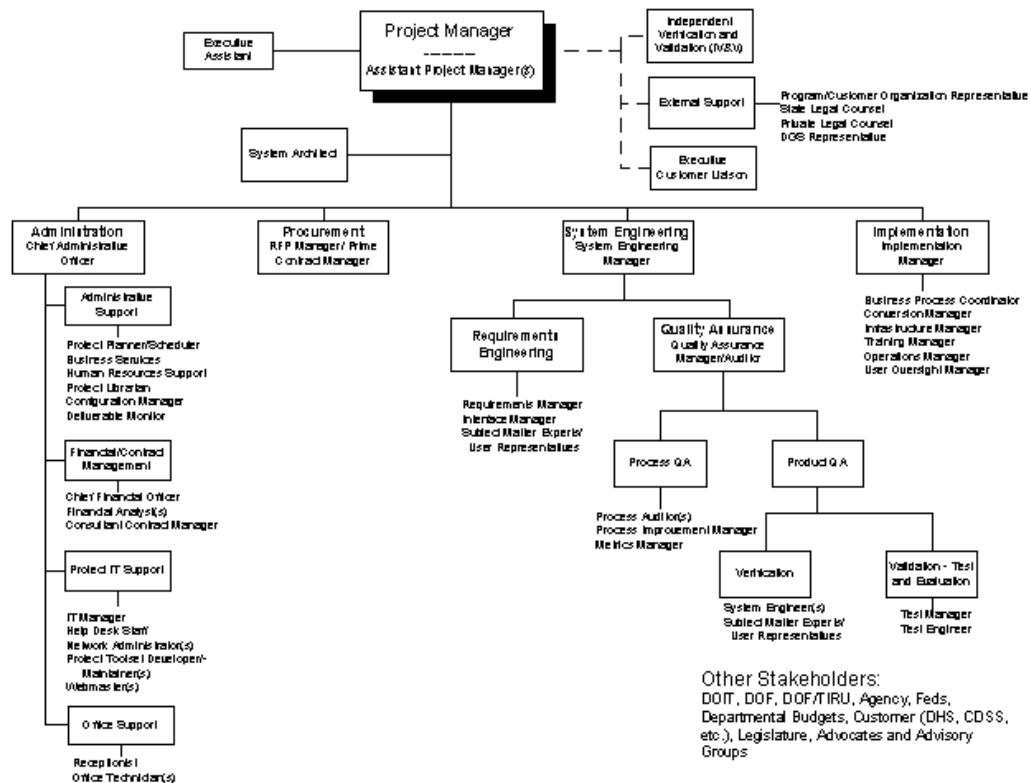 Project Manager
------
Assistant Project Manager(s)
Executive
Assistant
Independent
Verification and
Validation (IV&V)
External Support
Program/Customer Organization Representative
State Legal Counsel
Private Legal Counsel
DGS Representative
System Architect
Executive
Customer Liaison
Administration
Chief Administrative
Officer
Procurement
RFP Manager/ Prime
Contract Manager
System Engineering
System Engineering
Manager
Implementation
Implementation
Manager
Administrative
Support
Project Planner/Scheduler
Business Services
Human Resources Support
Project Librarian
Configuration Manager
Deliverable Monitor
Financial/Contract
Management
Chief Financial Officer
Financial Analyst(s)
Consultant Contract Manager
Project IT Support
IT Manager
Help Desk Staff
Network Administrator(s)
Project Toolset Developer/-
Maintainer(s)
Webmaster(s)
Office Support
Receptionist
Office Technician(s)
Requirements
Engineering
Requirements Manager
Interface Manager
Subject Matter Experts/
User Representatives
Quality Assurance
Quality Assurance
Manager/Auditor
Process QA
Process Auditor(s)
Process Improvement Manager
Metrics Manager
Product QA
Verification
System Engineer(s)
Subject Matter Experts/
User Representatives
Validation - Test
and Evaluation
Test Manager
Test Engineer
Business Process Coordinator
Conversion Manager
Infrastructure Manager
Training Manager
Operations Manager
User Oversight Manager
Other Stakeholders:
DOIT, DOF, DOF/TIRU, Agency, Feds,
Departmental Budgets, Customer (DHS, CDSS,
etc.), Legislature, Advocates and Advisory
Groups